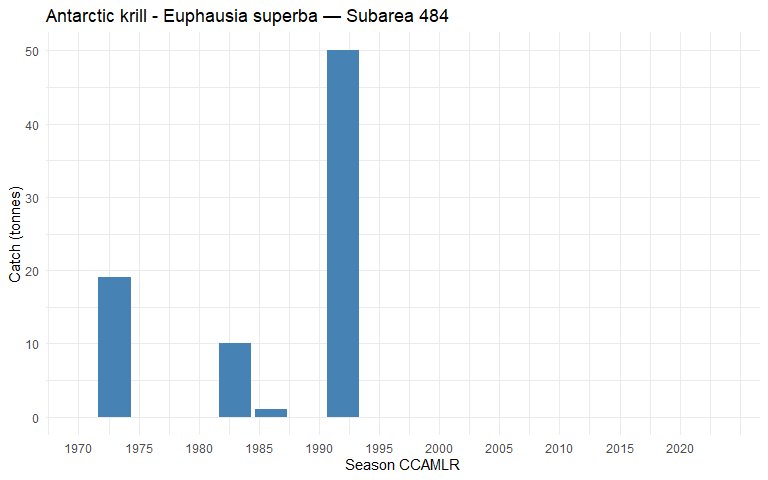 Antarctic krill - Euphausia superba — Subarea 484
50
40
30
20
10
0
Catch (tonnes)
1970 1975 1980 1985 1990 1995 2000 2005 2010 2015 2020
Season CCAMLR